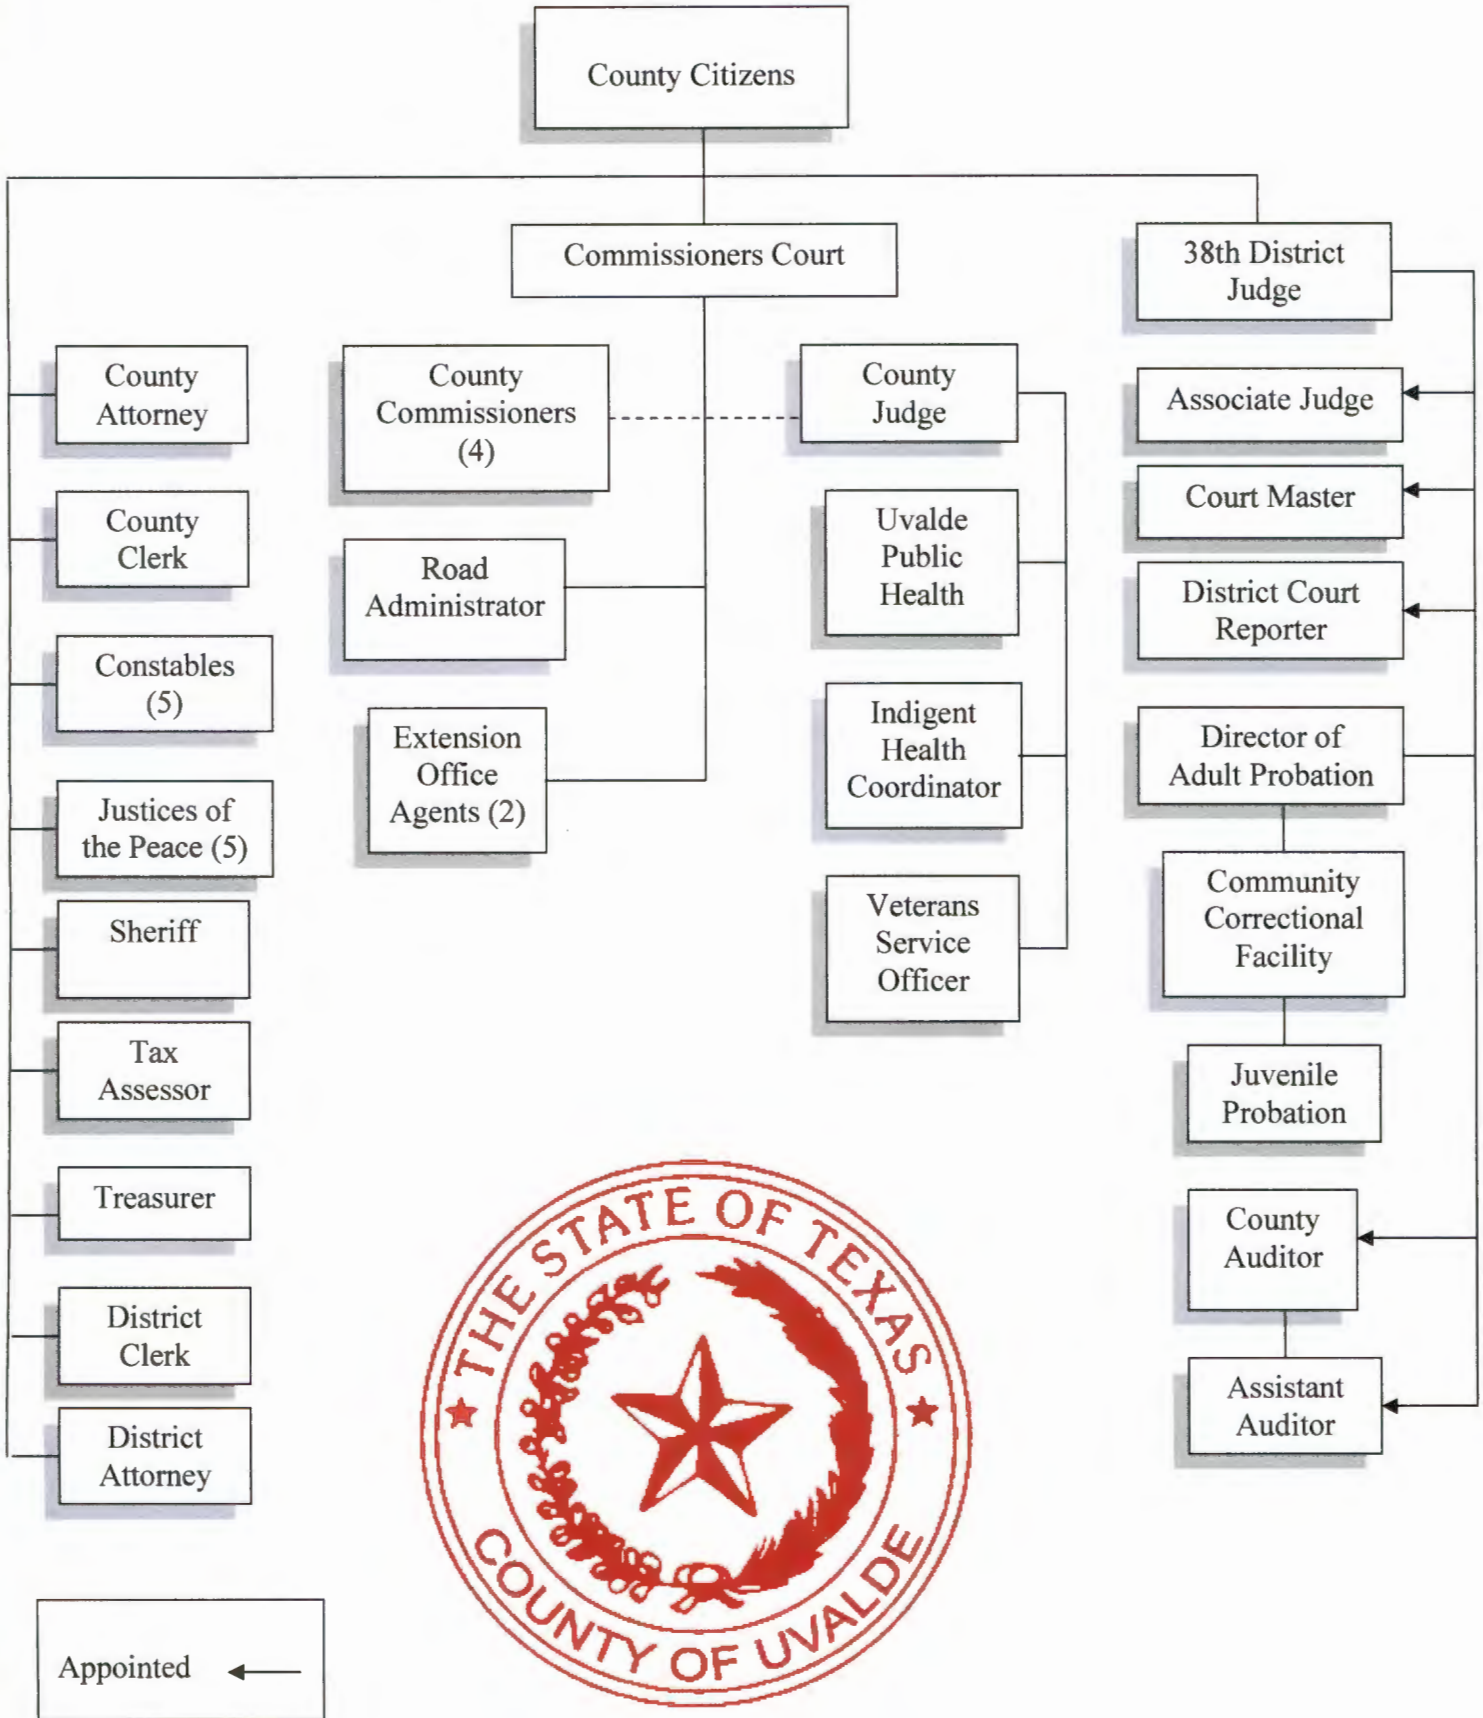 County Citizens
Commissioners Court
38th District
Judge
County
Attorney
County
Clerk
Constables
(5)
Justices of
the Peace (5)
Sheriff
Tax
Assessor
Treasurer
District
Clerk
District
Attorney
County
Commissioners
(4)
Road
Administrator
Extension
Office
Agents (2)
County
Judge
Uvalde
Public
Health
Indigent
Health
Coordinator
Veterans
Service
Officer
Associate Judge
Court Master
District Court
Reporter
Director of
Adult Probation
Community
Correctional
Facility
Juvenile
Probation
County
Auditor
Assistant
Auditor
THE STATE OF TEXAS
COUNTY OF UVALDE
Appointed